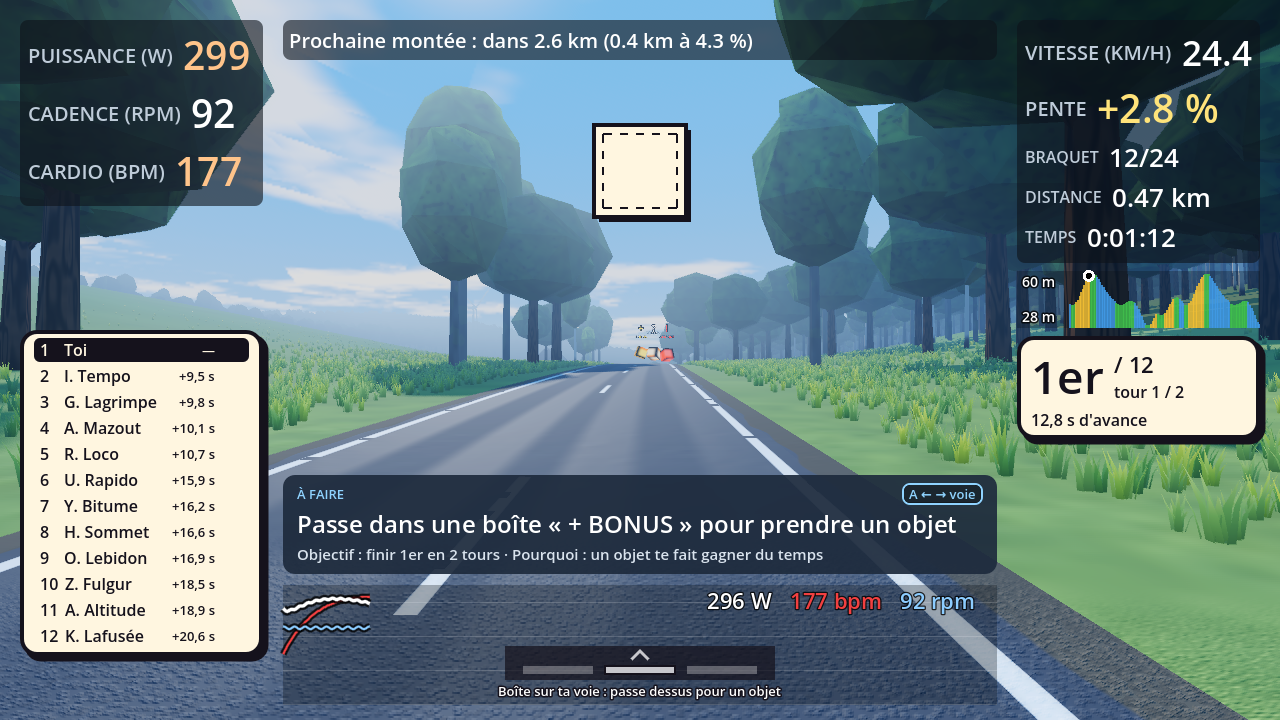 PUISSANCE (W) 299
CADENCE (RPM) 92
CARDIO (BPM) 177
Prochaine montée : dans 2.6 km (0.4 km à 4.3 %)
VITESSE (KM/H) 24.4
PENTE +2.8 %
BRAQUET 12/24
DISTANCE 0.47 km
TEMPS 0:01:12
60 m
28 m
1er / 12
tour 1 / 2
12,8 s d'avance
1 Toi —
2 I. Tempo +9,5 s
3 G. Lagrimpe +9,8 s
4 A. Mazout +10,1 s
5 R. Loco +10,7 s
6 U. Rapido +15,9 s
7 Y. Bitume +16,2 s
8 H. Sommet +16,6 s
9 O. Lebidon +16,9 s
10 Z. Fulgur +18,5 s
11 A. Altitude +18,9 s
12 K. Lafusée +20,6 s
À FAIRE
A ← → voie
Passe dans une boîte « + BONUS » pour prendre un objet
Objectif : finir 1er en 2 tours · Pourquoi : un objet te fait gagner du temps
296 W 177 bpm 92 rpm
Boîte sur ta voie : passe dessus pour un objet